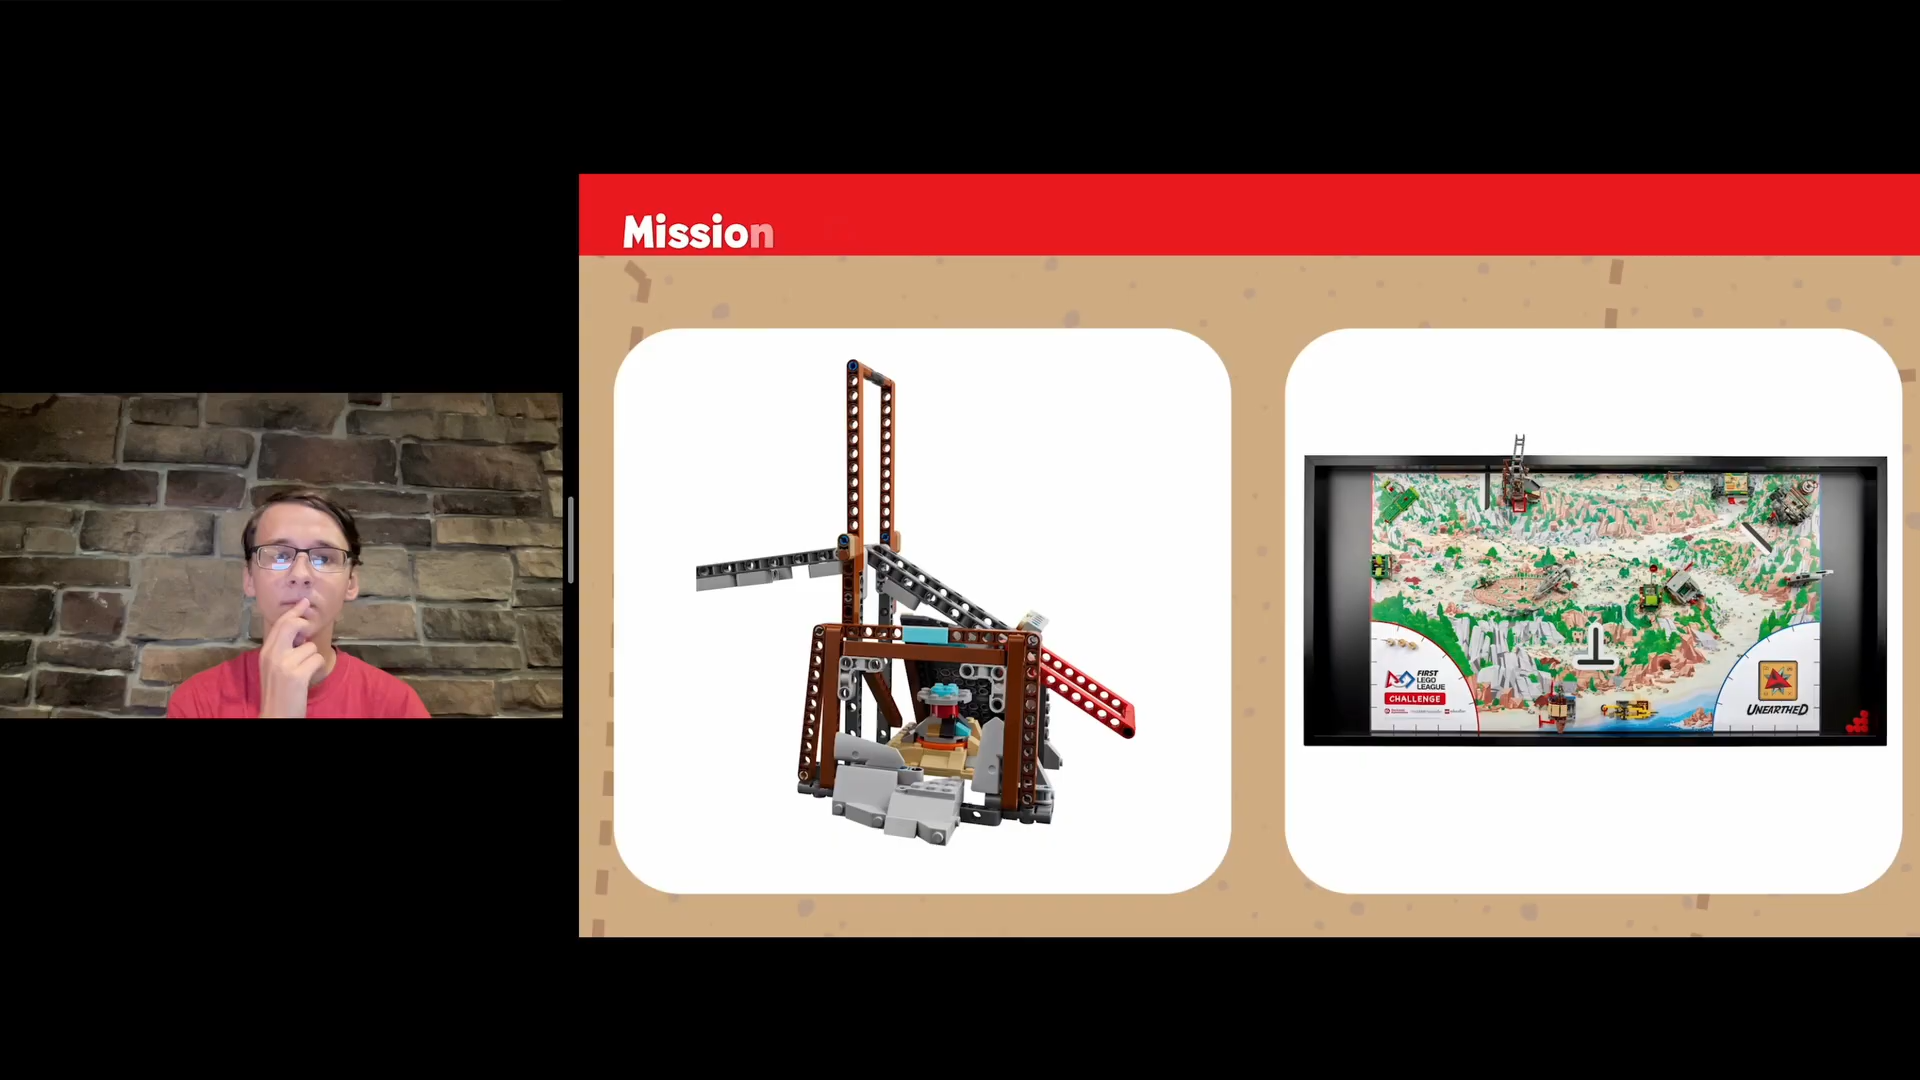 Mission
FIRST
LEGO
LEAGUE
CHALLENGE
UNEARTHED